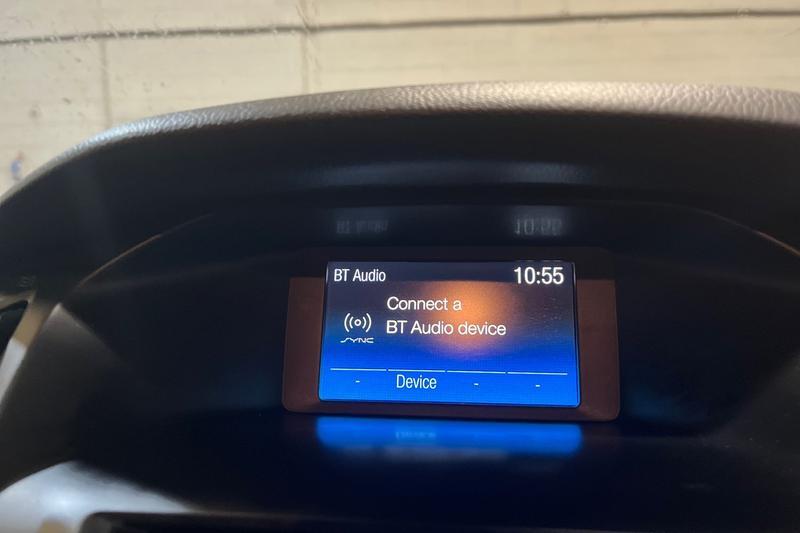 BT Audio 10:55
Connect a
BT Audio device
SYNC
- Device - -